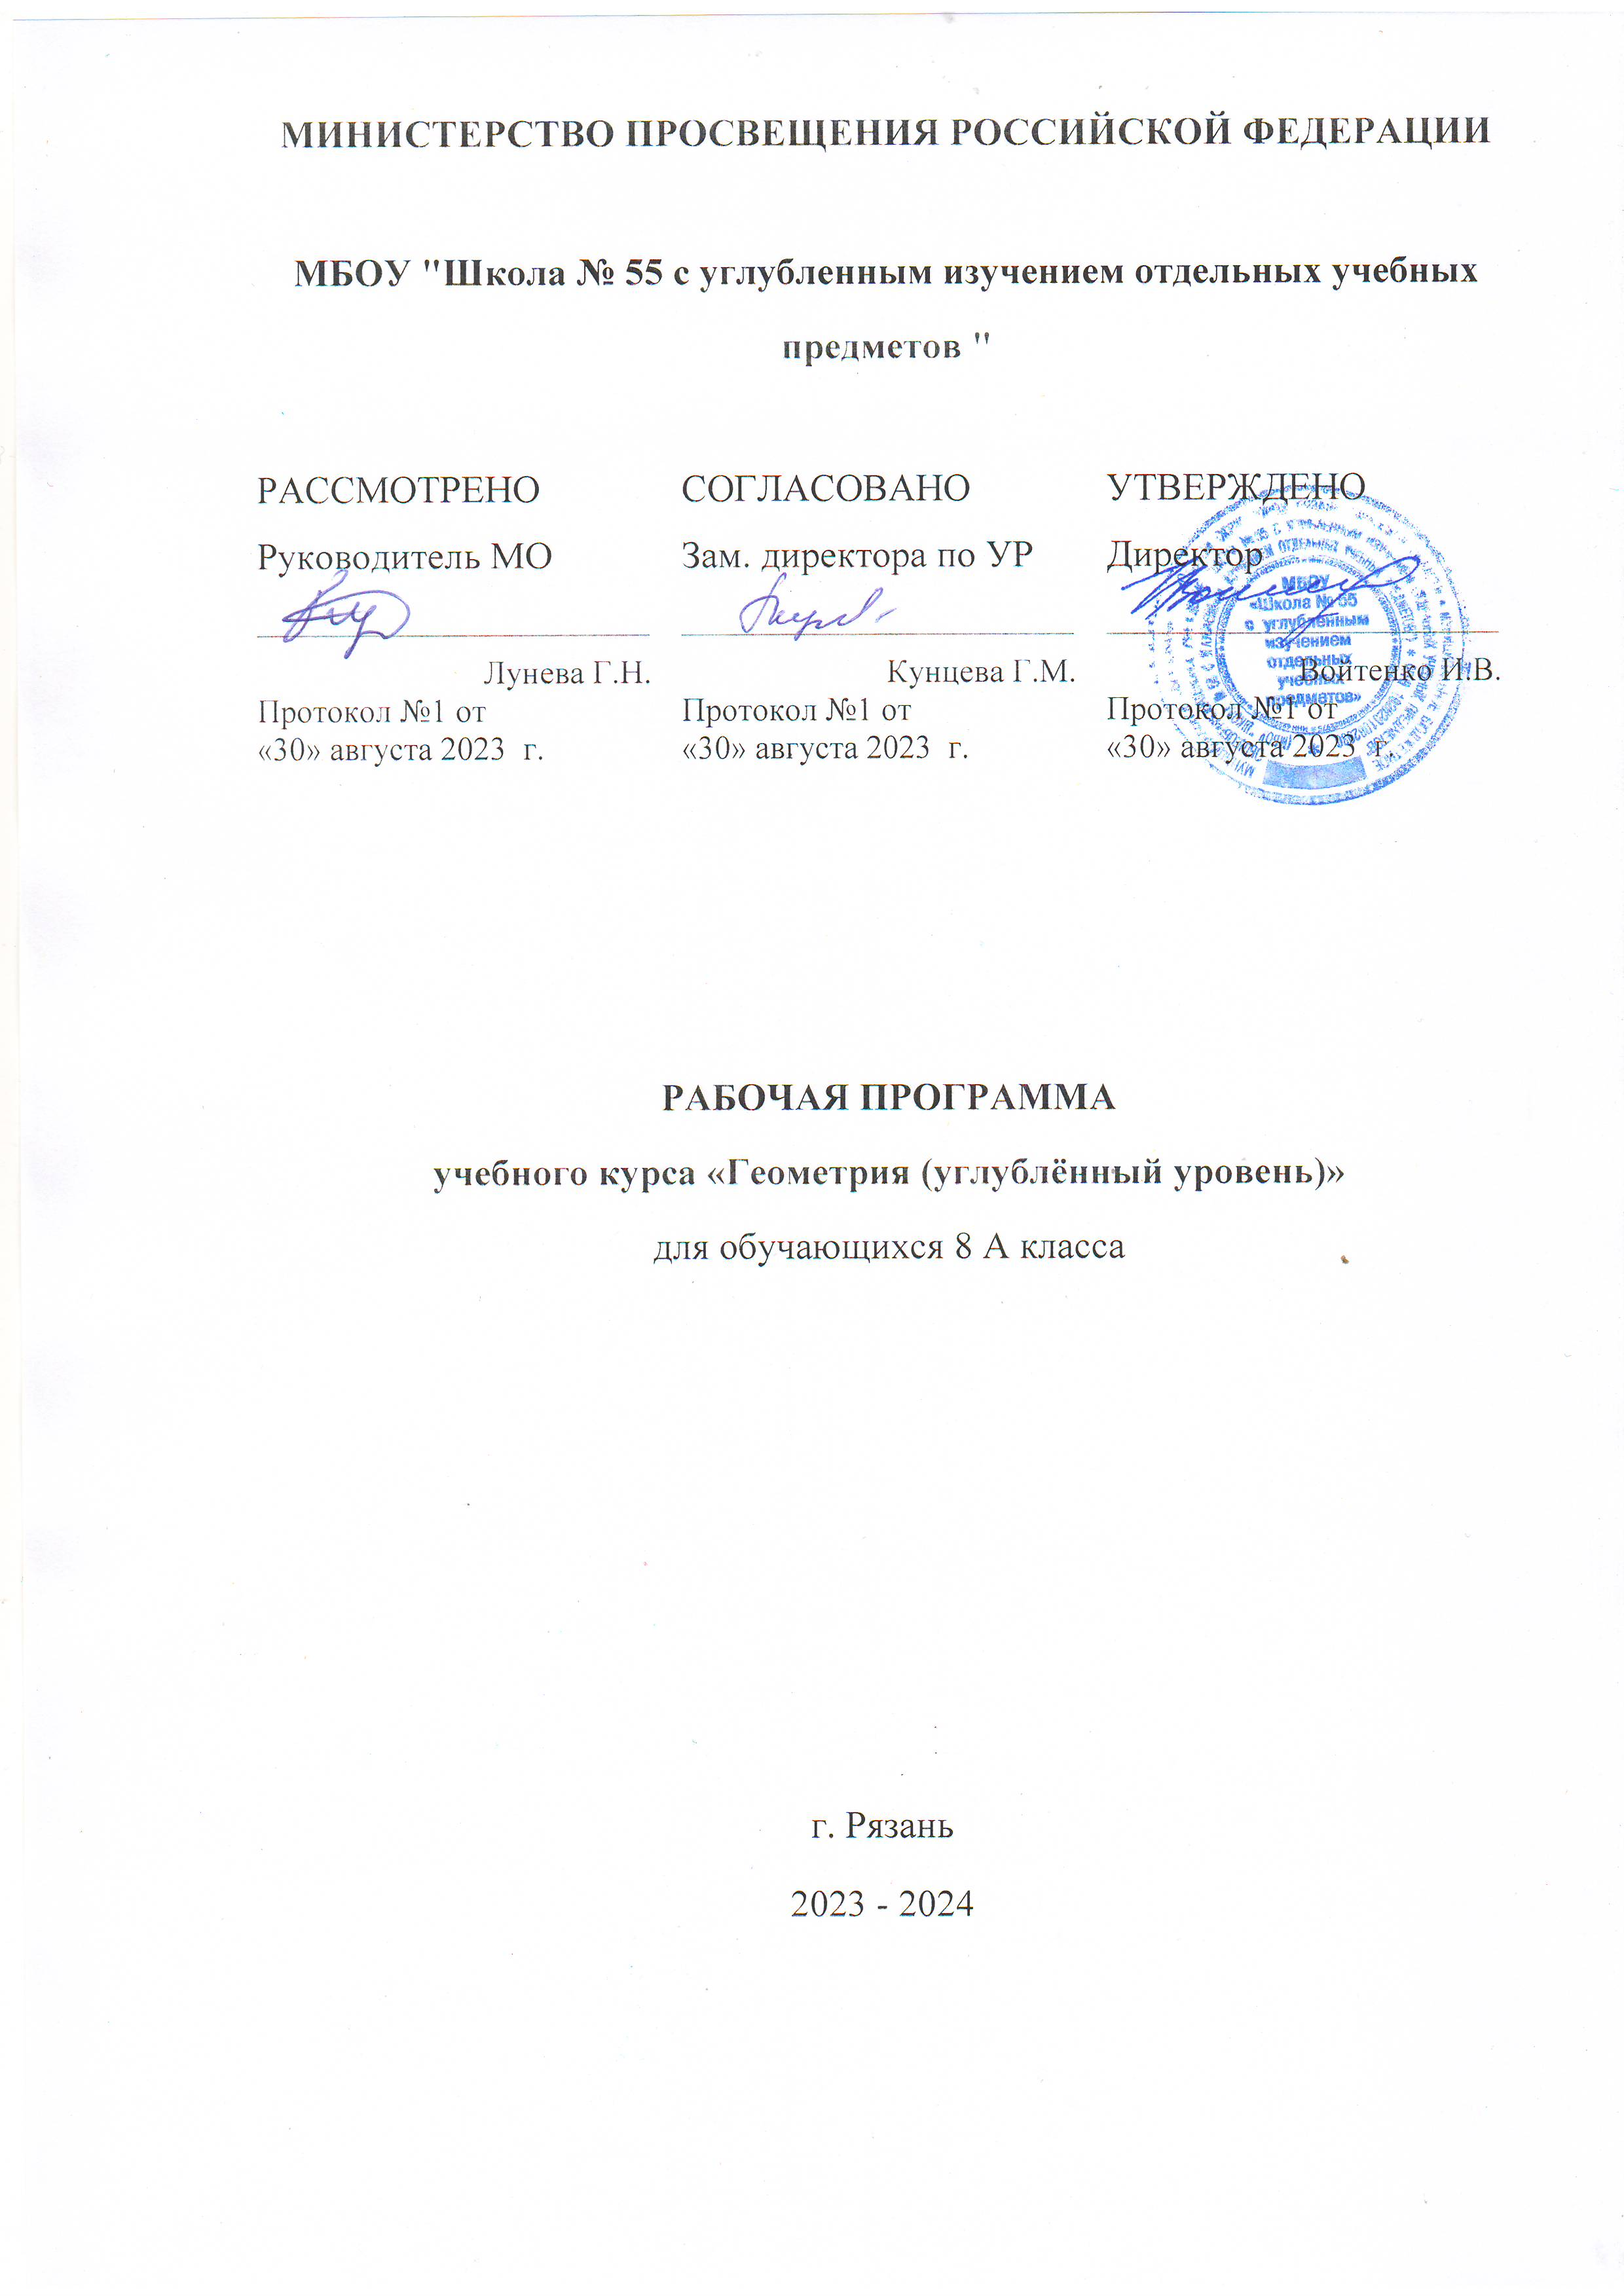 МИНИСТЕРСТВО ПРОСВЕЩЕНИЯ РОССИЙСКОЙ ФЕДЕРАЦИИ
МБОУ "Школа № 55 с углубленным изучением отдельных учебных
предметов "
РАССМОТРЕНО
Руководитель МО
Лунева Г.Н.
Протокол №1 от
«30» августа 2023 г.
СОГЛАСОВАНО
Зам. директора по УР
Кунцева Г.М.
Протокол №1 от
«30» августа 2023 г.
УТВЕРЖДЕНО
Директор
Войтенко И.В.
Протокол №1 от
«30» августа 2023 г.
МБОУ
«Школа № 55
с углубленным
изучением
отдельных
учебных
предметов»
РАБОЧАЯ ПРОГРАММА
учебного курса «Геометрия (углублённый уровень)»
для обучающихся 8 А класса
г. Рязань
2023 - 2024